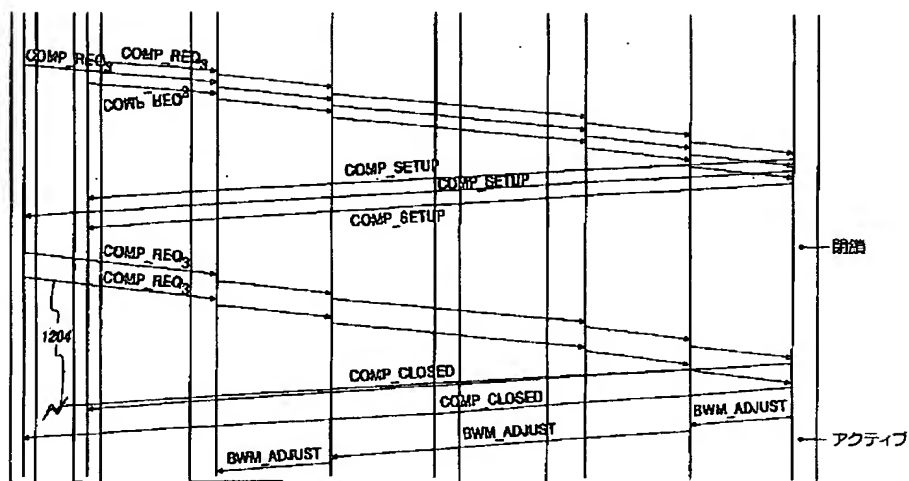 COMP_REQ3
COMP_REQ3
COMP_REQ3
COMP_SETUP
COMP_SETUP
COMP_SETUP
閉鎖
COMP_REQ3
COMP_REQ3
1204
COMP_CLOSED
COMP_CLOSED
BWM_ADJUST
BWM_ADJUST
アクティブ
BWM_ADJUST